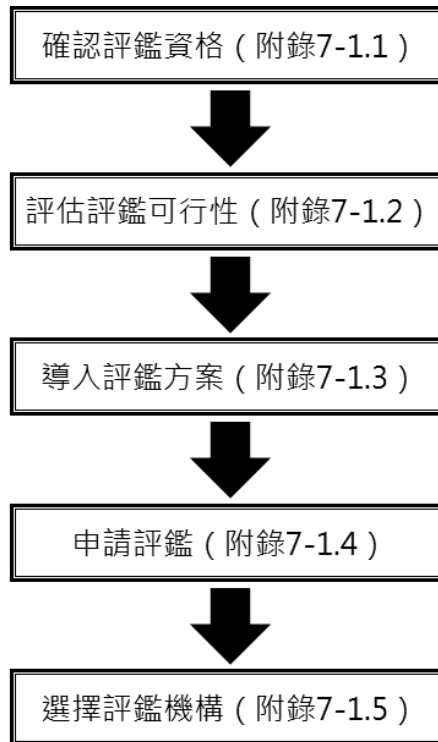 確認評鑑資格（附錄7-1.1）
評估評鑑可行性（附錄7-1.2）
導入評鑑方案（附錄7-1.3）
申請評鑑（附錄7-1.4）
選擇評鑑機構（附錄7-1.5）